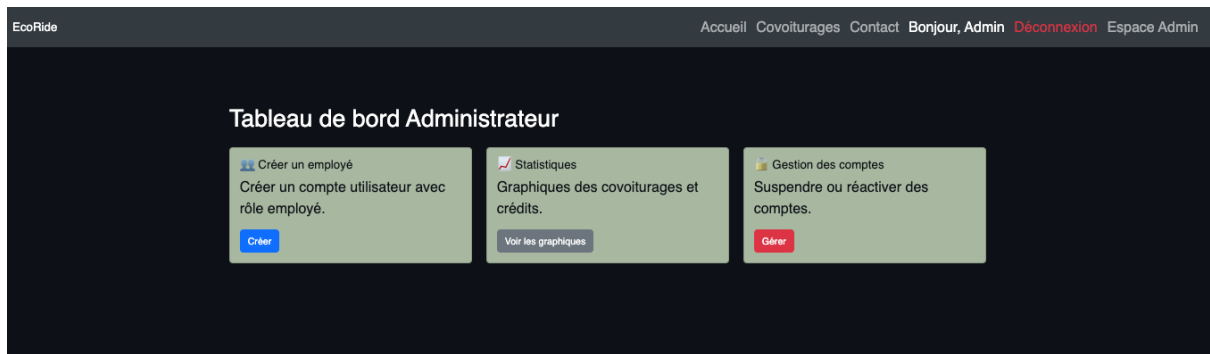 EcoRide
Accueil Covoiturages Contact Bonjour, Admin Déconnexion Espace Admin
Tableau de bord Administrateur
👥 Créer un employé
Créer un compte utilisateur avec
rôle employé.
Créer
📈 Statistiques
Graphiques des covoiturages et
crédits.
Voir les graphiques
🔒 Gestion des comptes
Suspendre ou réactiver des
comptes.
Gérer